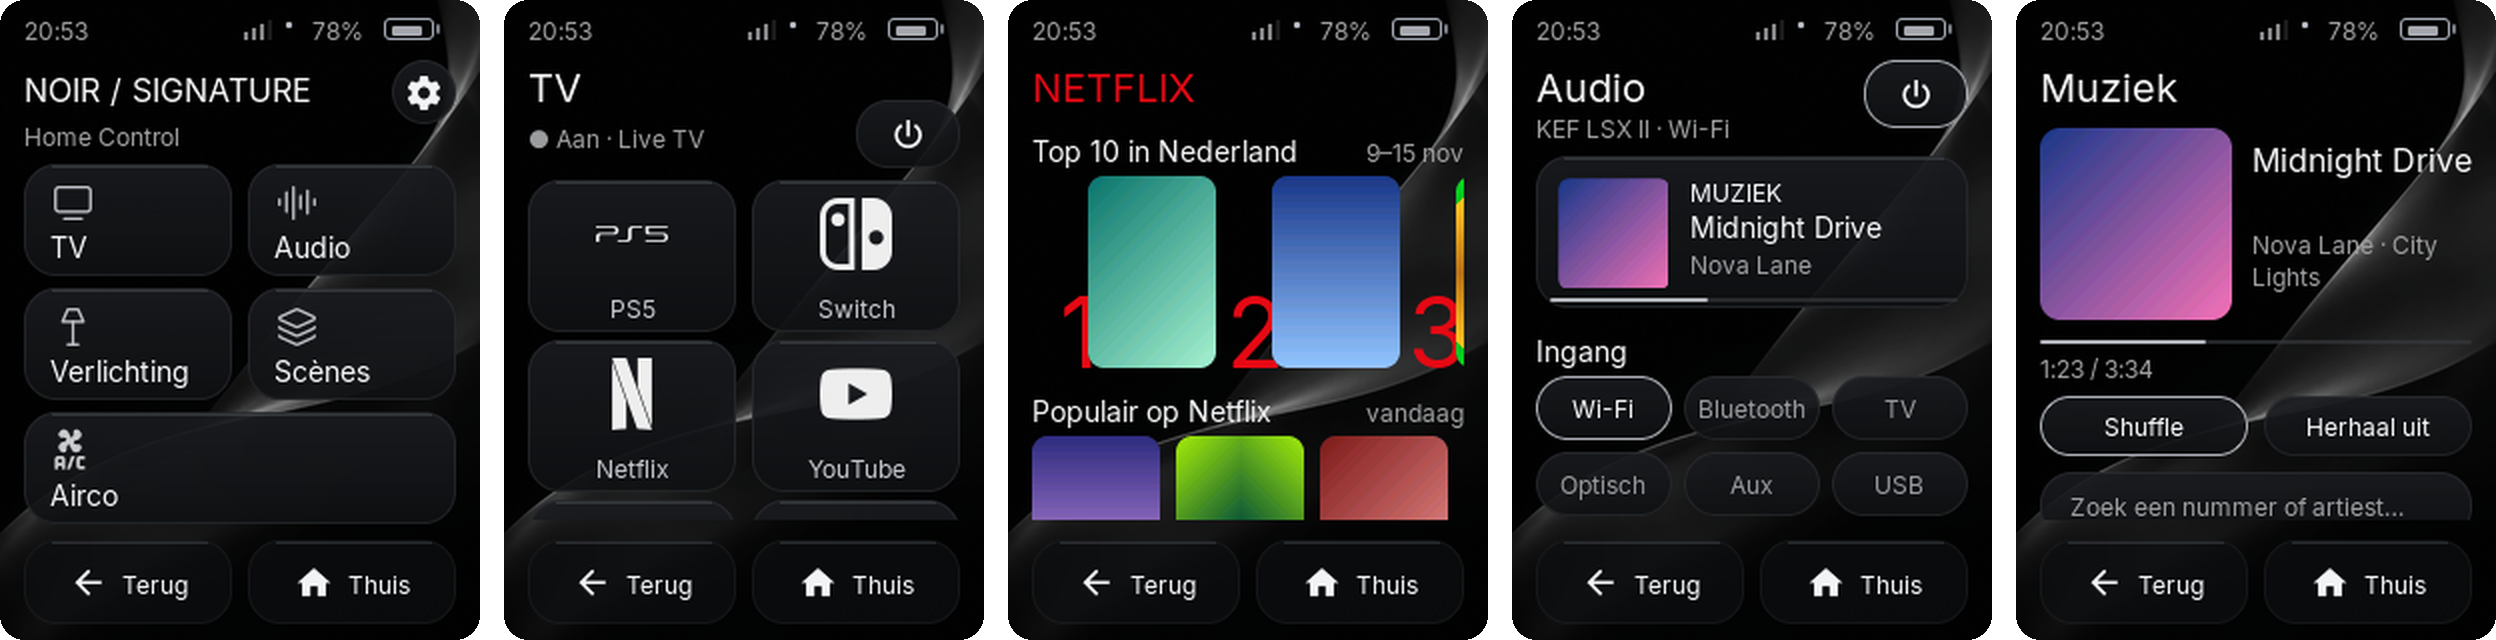 20:53 78%
NOIR / SIGNATURE
Home Control
TV
Audio
Verlichting
Scènes
A/C
Airco
Terug
Thuis
20:53 78%
TV
Aan · Live TV
PS5
PS5
Switch
N
Netflix
YouTube
Terug
Thuis
20:53 78%
NETFLIX
Top 10 in Nederland 9–15 nov
1
2
3
Populair op Netflix vandaag
Terug
Thuis
20:53 78%
Audio
KEF LSX II · Wi-Fi
MUZIEK
Midnight Drive
Nova Lane
Ingang
Wi-Fi
Bluetooth
TV
Optisch
Aux
USB
Terug
Thuis
20:53 78%
Muziek
Midnight Drive
Nova Lane · City
Lights
1:23 / 3:34
Shuffle
Herhaal uit
Zoek een nummer of artiest...
Terug
Thuis